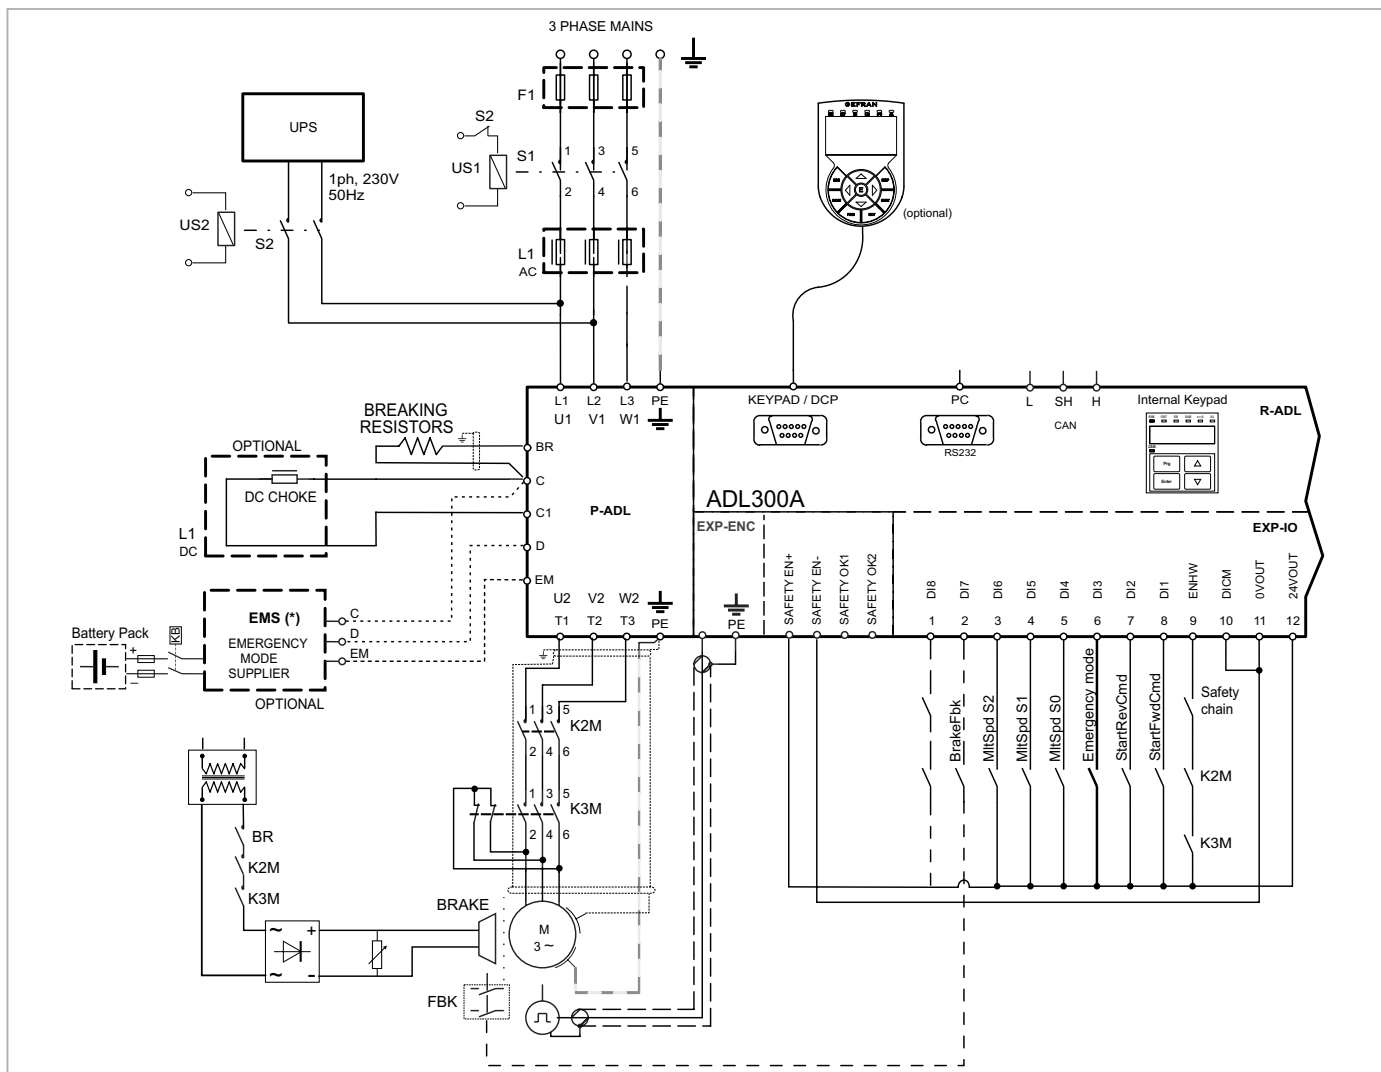 3 PHASE MAINS
F1
UPS
S2
US1
S1
1 3 5
2 4 6
1ph, 230V
50Hz
US2
S2
L1
AC
GEFRAN
E
(optional)
L1 L2 L3 PE
U1 V1 W1
KEYPAD / DCP
PC
RS232
L SH H
CAN
Internal Keypad
Prg
Enter
R-ADL
BREAKING
RESISTORS
OPTIONAL
DC CHOKE
L1
DC
BR
C
C1
D
EM
P-ADL
ADL300A
EXP-ENC
EXP-IO
SAFETY EN+
SAFETY EN-
SAFETY OK1
SAFETY OK2
DI8
DI7
DI6
DI5
DI4
DI3
DI2
DI1
ENHW
DICM
0VOUT
24VOUT
1 2 3 4 5 6 7 8 9 10 11 12
U2 V2 W2
T1 T2 T3 PE
PE
EMS (*)
EMERGENCY
MODE
SUPPLIER
OPTIONAL
C
D
EM
Battery Pack
+
–
KB
1 3 5
K2M
2 4 6
1 3 5
K3M
2 4 6
BrakeFbk
MltSpd S2
MltSpd S1
MltSpd S0
Emergency mode
StartRevCmd
StartFwdCmd
Safety
chain
K2M
K3M
BR
K2M
K3M
BRAKE
M
3 ~
~ +
~ -
FBK